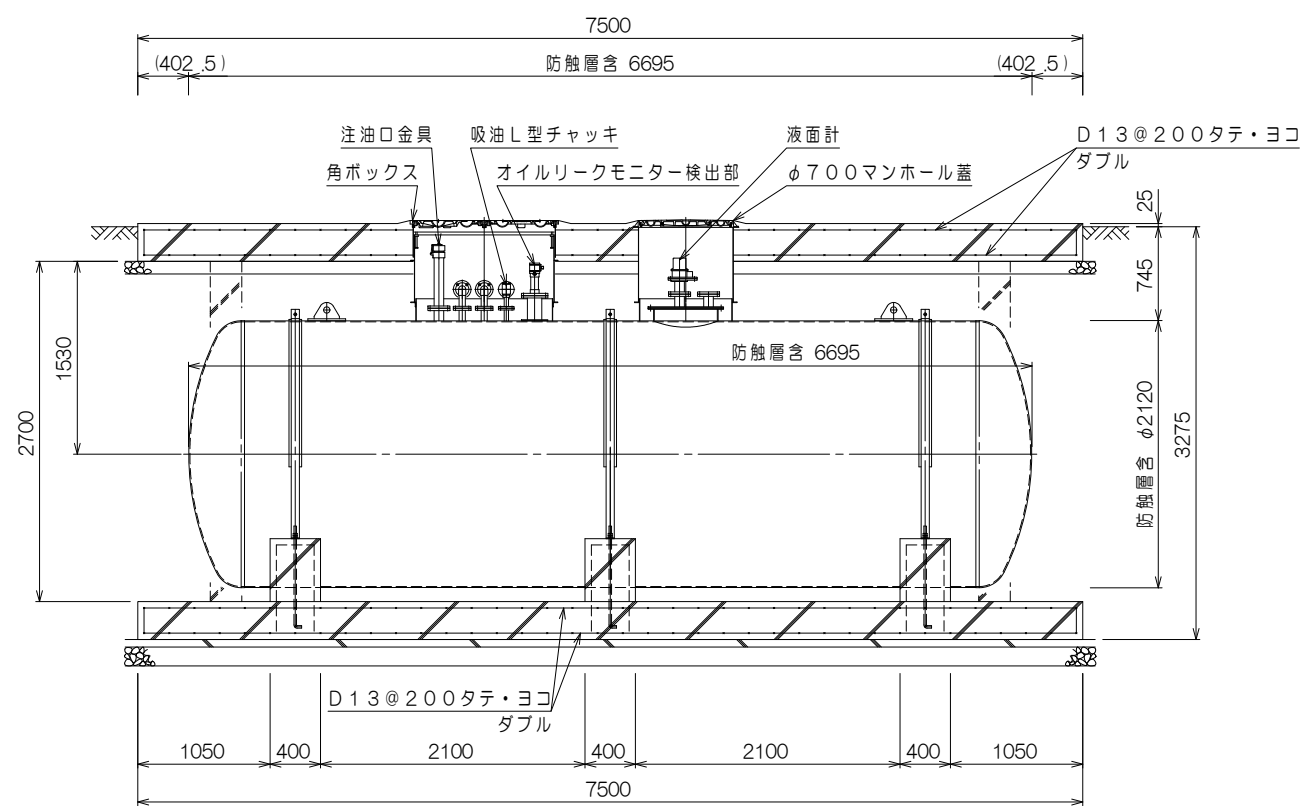 7500
(402.5)
防触層含 6695
(402.5)
注油口金具
吸油L型チャッキ
液面計
D13@200タテ・ヨコ
ダブル
角ボックス
オイルリークモニター検出部
φ700マンホール蓋
25
745
1530
2700
防触層含 6695
防触層含 φ2120
3275
D13@200タテ・ヨコ
ダブル
1050
400
2100
400
2100
400
1050
7500